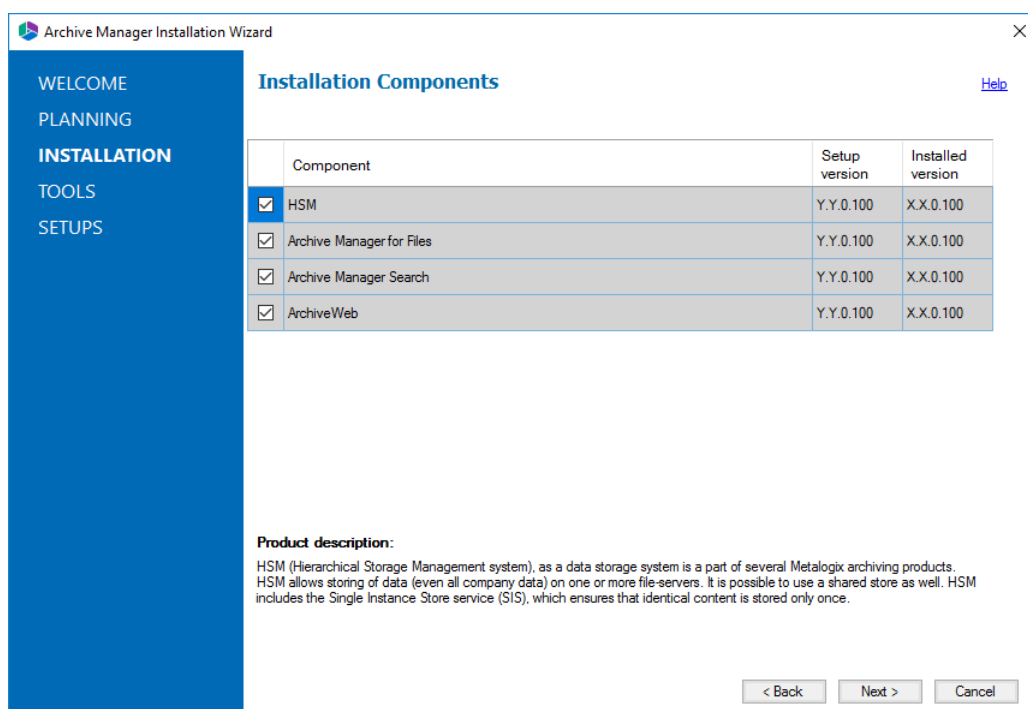 Archive Manager Installation Wizard
WELCOME
PLANNING
INSTALLATION
TOOLS
SETUPS
Installation Components
Help
Component
Setup version
Installed version
HSM Y.Y.0.100 X.X.0.100
Archive Manager for Files Y.Y.0.100 X.X.0.100
Archive Manager Search Y.Y.0.100 X.X.0.100
ArchiveWeb Y.Y.0.100 X.X.0.100
Product description:
HSM (Hierarchical Storage Management system), as a data storage system is a part of several Metalogix archiving products.
HSM allows storing of data (even all company data) on one or more file-servers. It is possible to use a shared store as well. HSM
includes the Single Instance Store service (SIS), which ensures that identical content is stored only once.
< Back Next > Cancel